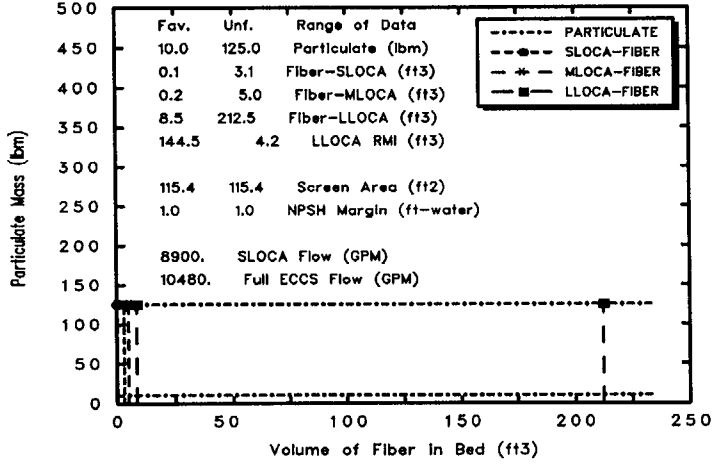 Fav. Unf. Range of Data
10.0 125.0 Particulate (lbm)
0.1 3.1 Fiber-SLOCA (ft3)
0.2 5.0 Fiber-MLOCA (ft3)
8.5 212.5 Fiber-LLOCA (ft3)
144.5 4.2 LLOCA RMI (ft3)
115.4 115.4 Screen Area (ft2)
1.0 1.0 NPSH Margin (ft-water)
8900. SLOCA Flow (GPM)
10480. Full ECCS Flow (GPM)
PARTICULATE
SLOCA-FIBER
MLOCA-FIBER
LLOCA-FIBER
Particulate Mass (lbm)
500
450
400
350
300
250
200
150
100
50
0
0 50 100 150 200 250
Volume of Fiber in Bed (ft3)